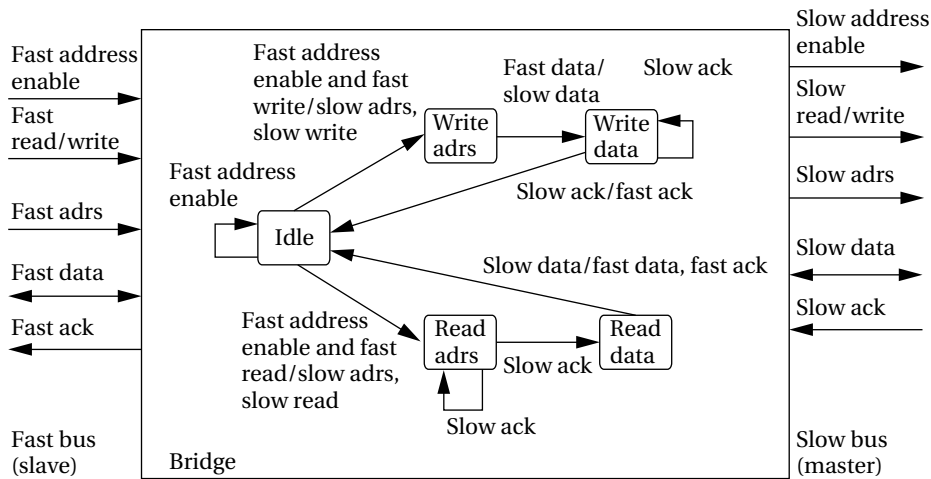 Fast address
enable
Fast
read/write
Fast adrs
Fast data
Fast ack
Fast bus
(slave)
Fast address
enable and fast
write/slow adrs,
slow write
Write
adrs
Fast data/
slow data
Write
data
Slow ack
Fast address
enable
Idle
Slow ack/fast ack
Slow data/fast data, fast ack
Fast address
enable and fast
read/slow adrs,
slow read
Read
adrs
Slow ack
Read
data
Slow ack
Bridge
Slow address
enable
Slow
read/write
Slow adrs
Slow data
Slow ack
Slow bus
(master)